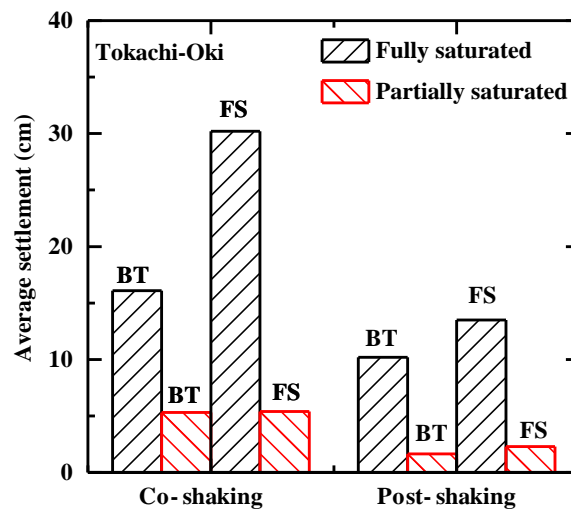 Tokachi-Oki
Fully saturated
Partially saturated
Average settlement (cm)
40
30
20
10
0
BT
BT
FS
FS
BT
BT
FS
FS
Co- shaking
Post- shaking